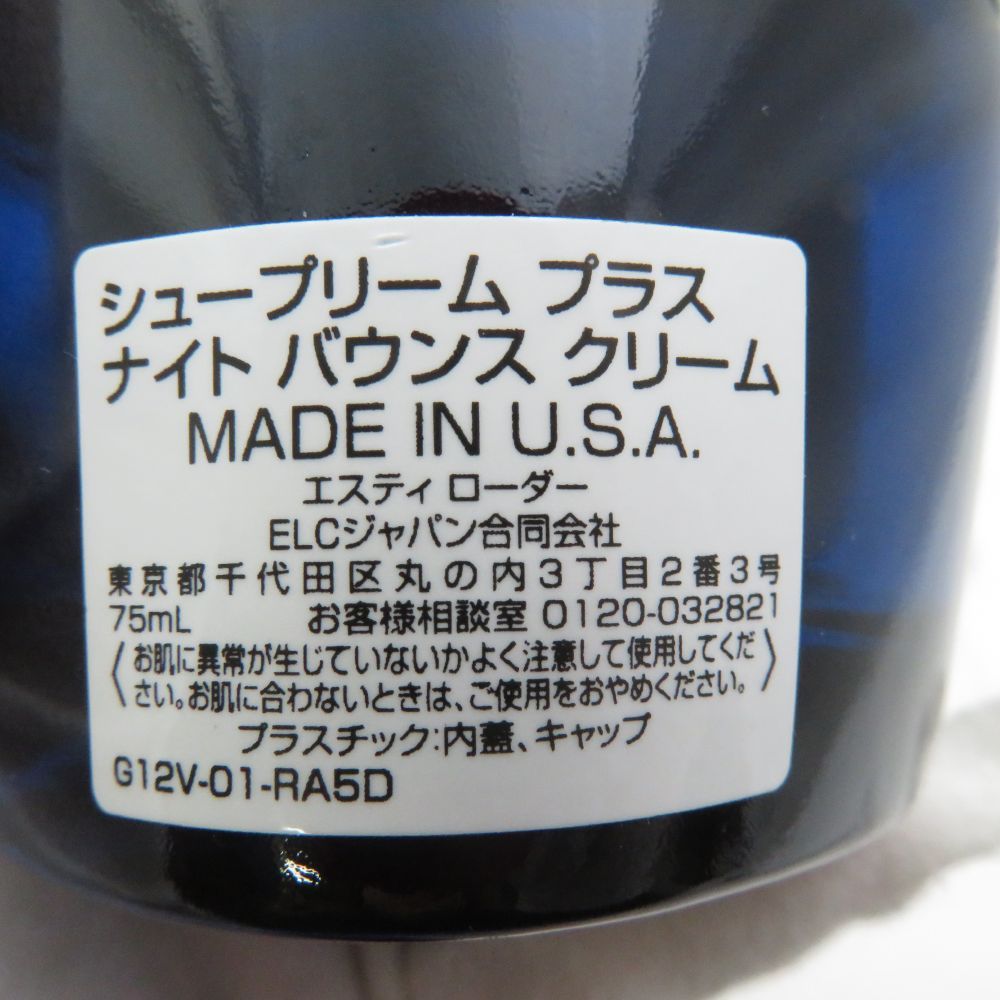 シュープリーム プラス
ナイト バウンス クリーム
MADE IN U.S.A.
エスティ ローダー
ELCジャパン合同会社
東京都千代田区丸の内3丁目2番3号
75mL お客様相談室 0120-032821
〈お肌に異常が生じていないかよく注意して使用してくだ
さい。お肌に合わないときは、ご使用をおやめください。〉
プラスチック:内蓋、キャップ
G12V-01-RA5D